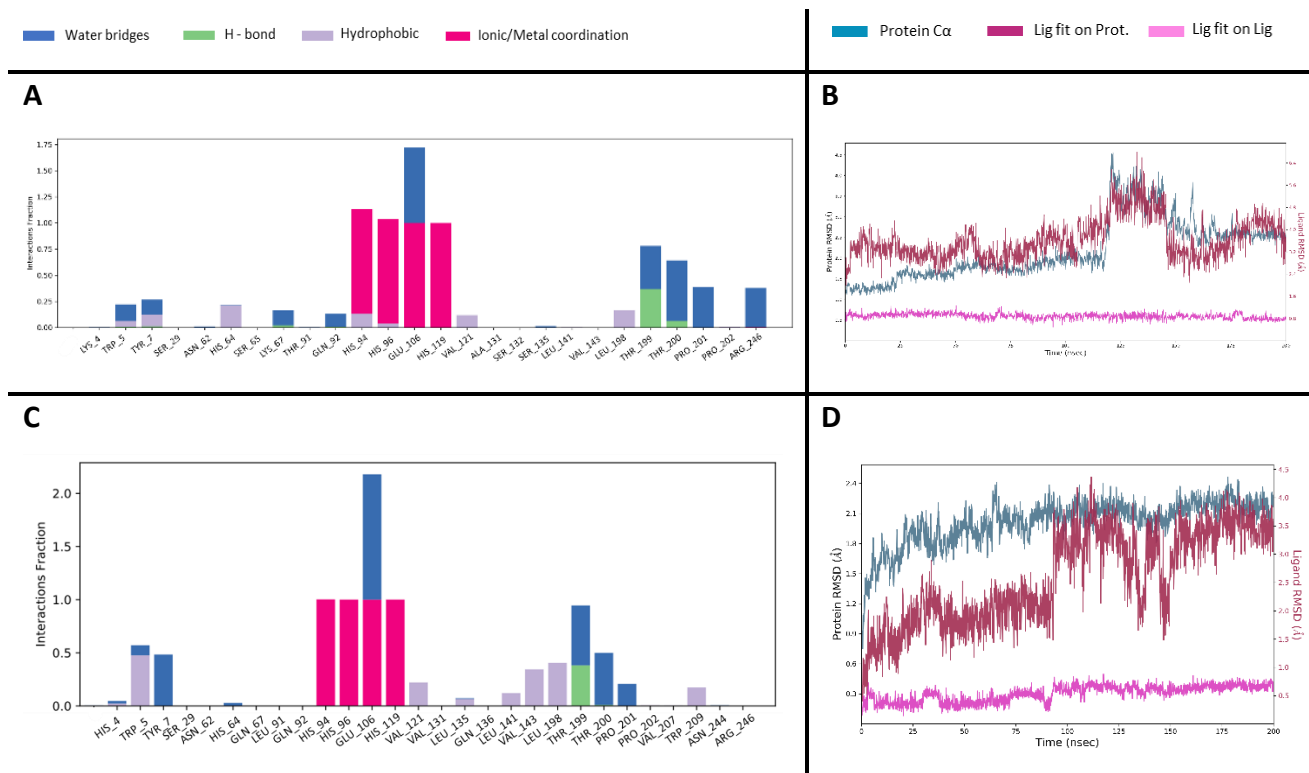 Water bridges H - bond Hydrophobic Ionic/Metal coordination
Protein Cα Lig fit on Prot. Lig fit on Lig
A
Interactions Fraction
1.75
1.50
1.25
1.00
0.75
0.50
0.25
0.00
LYS_4 TRP_5 TYR_7 SER_29 ASN_62 HIS_64 SER_65 LYS_67 THR_91 GLN_92 HIS_94 HIS_96 GLU_106 HIS_119 VAL_121 ALA_131 SER_132 SER_135 LEU_141 VAL_143 LEU_198 THR_199 THR_200 PRO_201 PRO_202 ARG_246
B
Protein RMSD (Å)
Ligand RMSD (Å)
Time (nsec)
C
Interactions Fraction
2.0
1.5
1.0
0.5
0.0
HIS_4 TRP_5 TYR_7 SER_29 ASN_62 HIS_64 GLN_67 LEU_91 GLN_92 HIS_94 HIS_96 GLU_106 HIS_119 VAL_121 VAL_131 LEU_135 GLN_136 LEU_141 VAL_143 LEU_198 THR_199 THR_200 PRO_201 PRO_202 VAL_207 TRP_209 ASN_244 ARG_246
D
Protein RMSD (Å)
2.4
2.1
1.8
1.5
1.2
0.9
0.6
0.3
4.5
4.0
3.5
3.0
2.5
2.0
1.5
1.0
0.5
Ligand RMSD (Å)
0 25 50 75 100 125 150 175 200
Time (nsec)